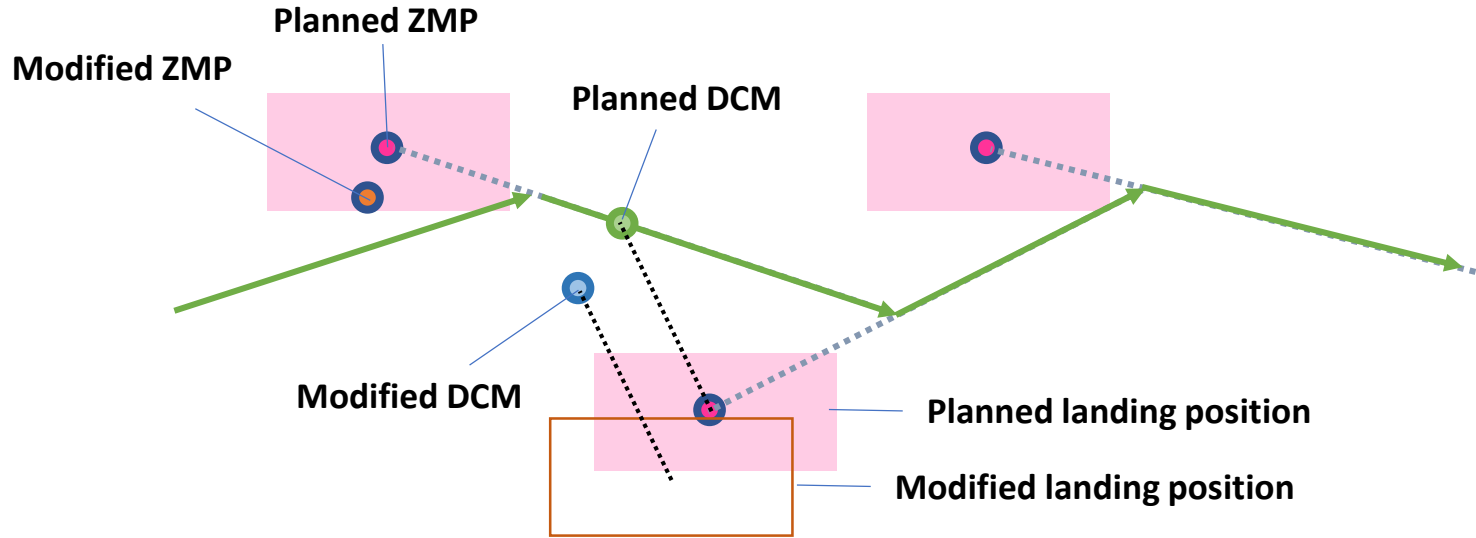 Planned ZMP
Modified ZMP
Planned DCM
Modified DCM
Planned landing position
Modified landing position